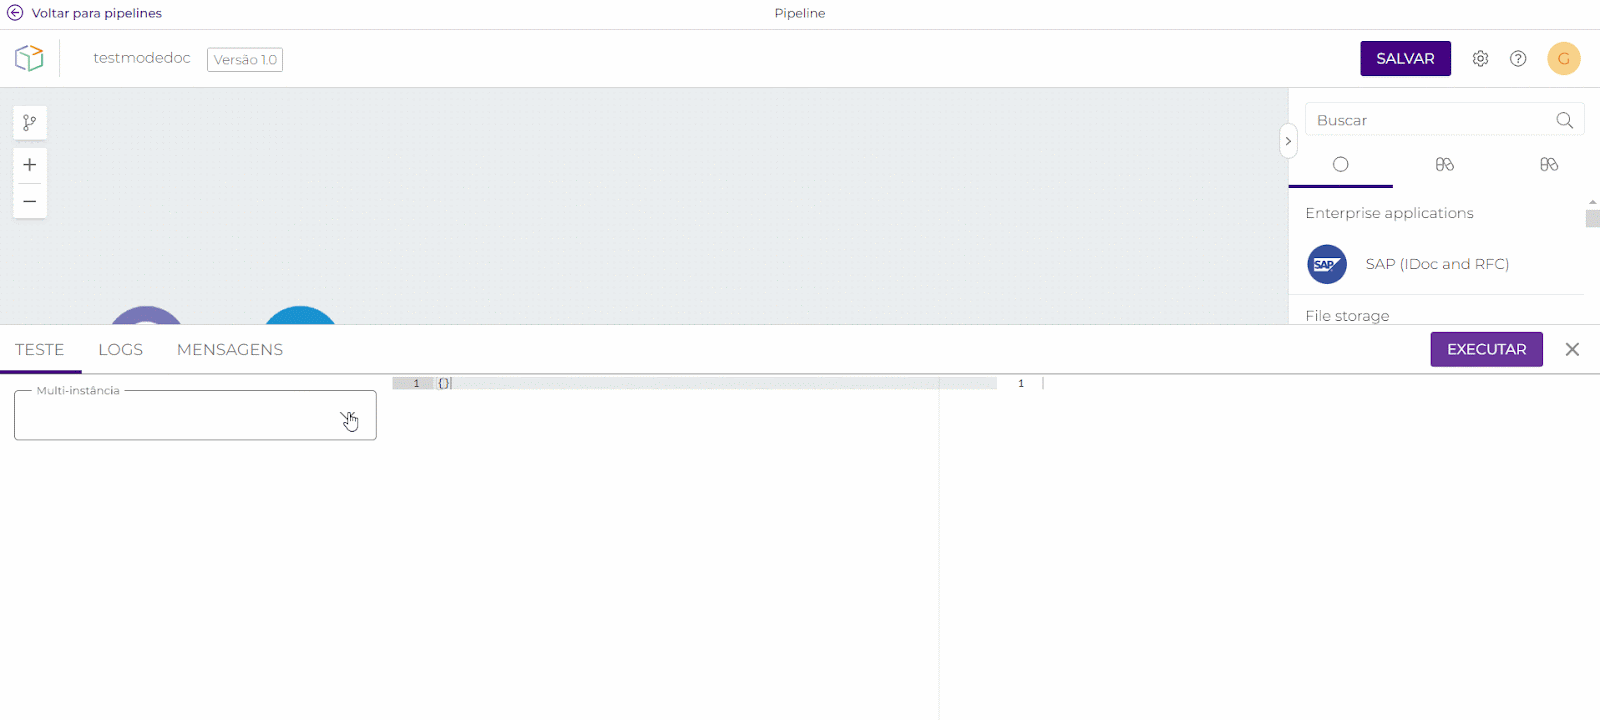 Voltar para pipelines
Pipeline
testmodedoc
Versão 1.0
SALVAR
G
Buscar
Enterprise applications
SAP
SAP (IDoc and RFC)
File storage
TESTE
LOGS
MENSAGENS
EXECUTAR
Multi-instância
1 {}
1